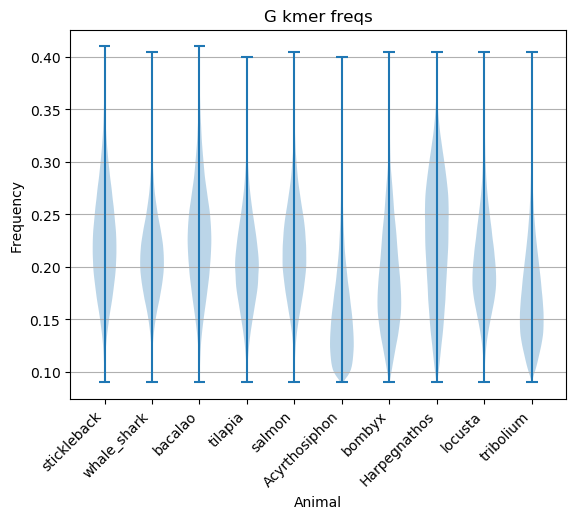 G kmer freqs
Frequency
0.40
0.35
0.30
0.25
0.20
0.15
0.10
stickleback
whale_shark
bacalao
tilapia
salmon
Acyrthosiphon
bombyx
Harpegnathos
locusta
tribolium
Animal